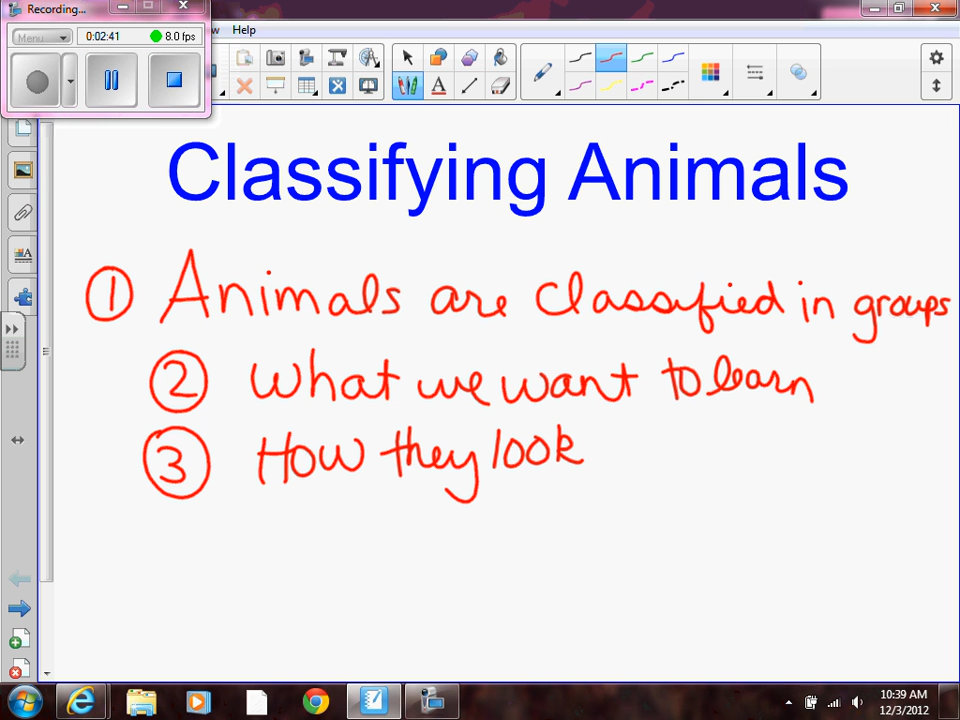 Recording...
Menu
0:02:41
8.0 fps
Help
Classifying Animals
① Animals are classified in groups
② What we want to learn
③ How they look
10:39 AM
12/3/2012